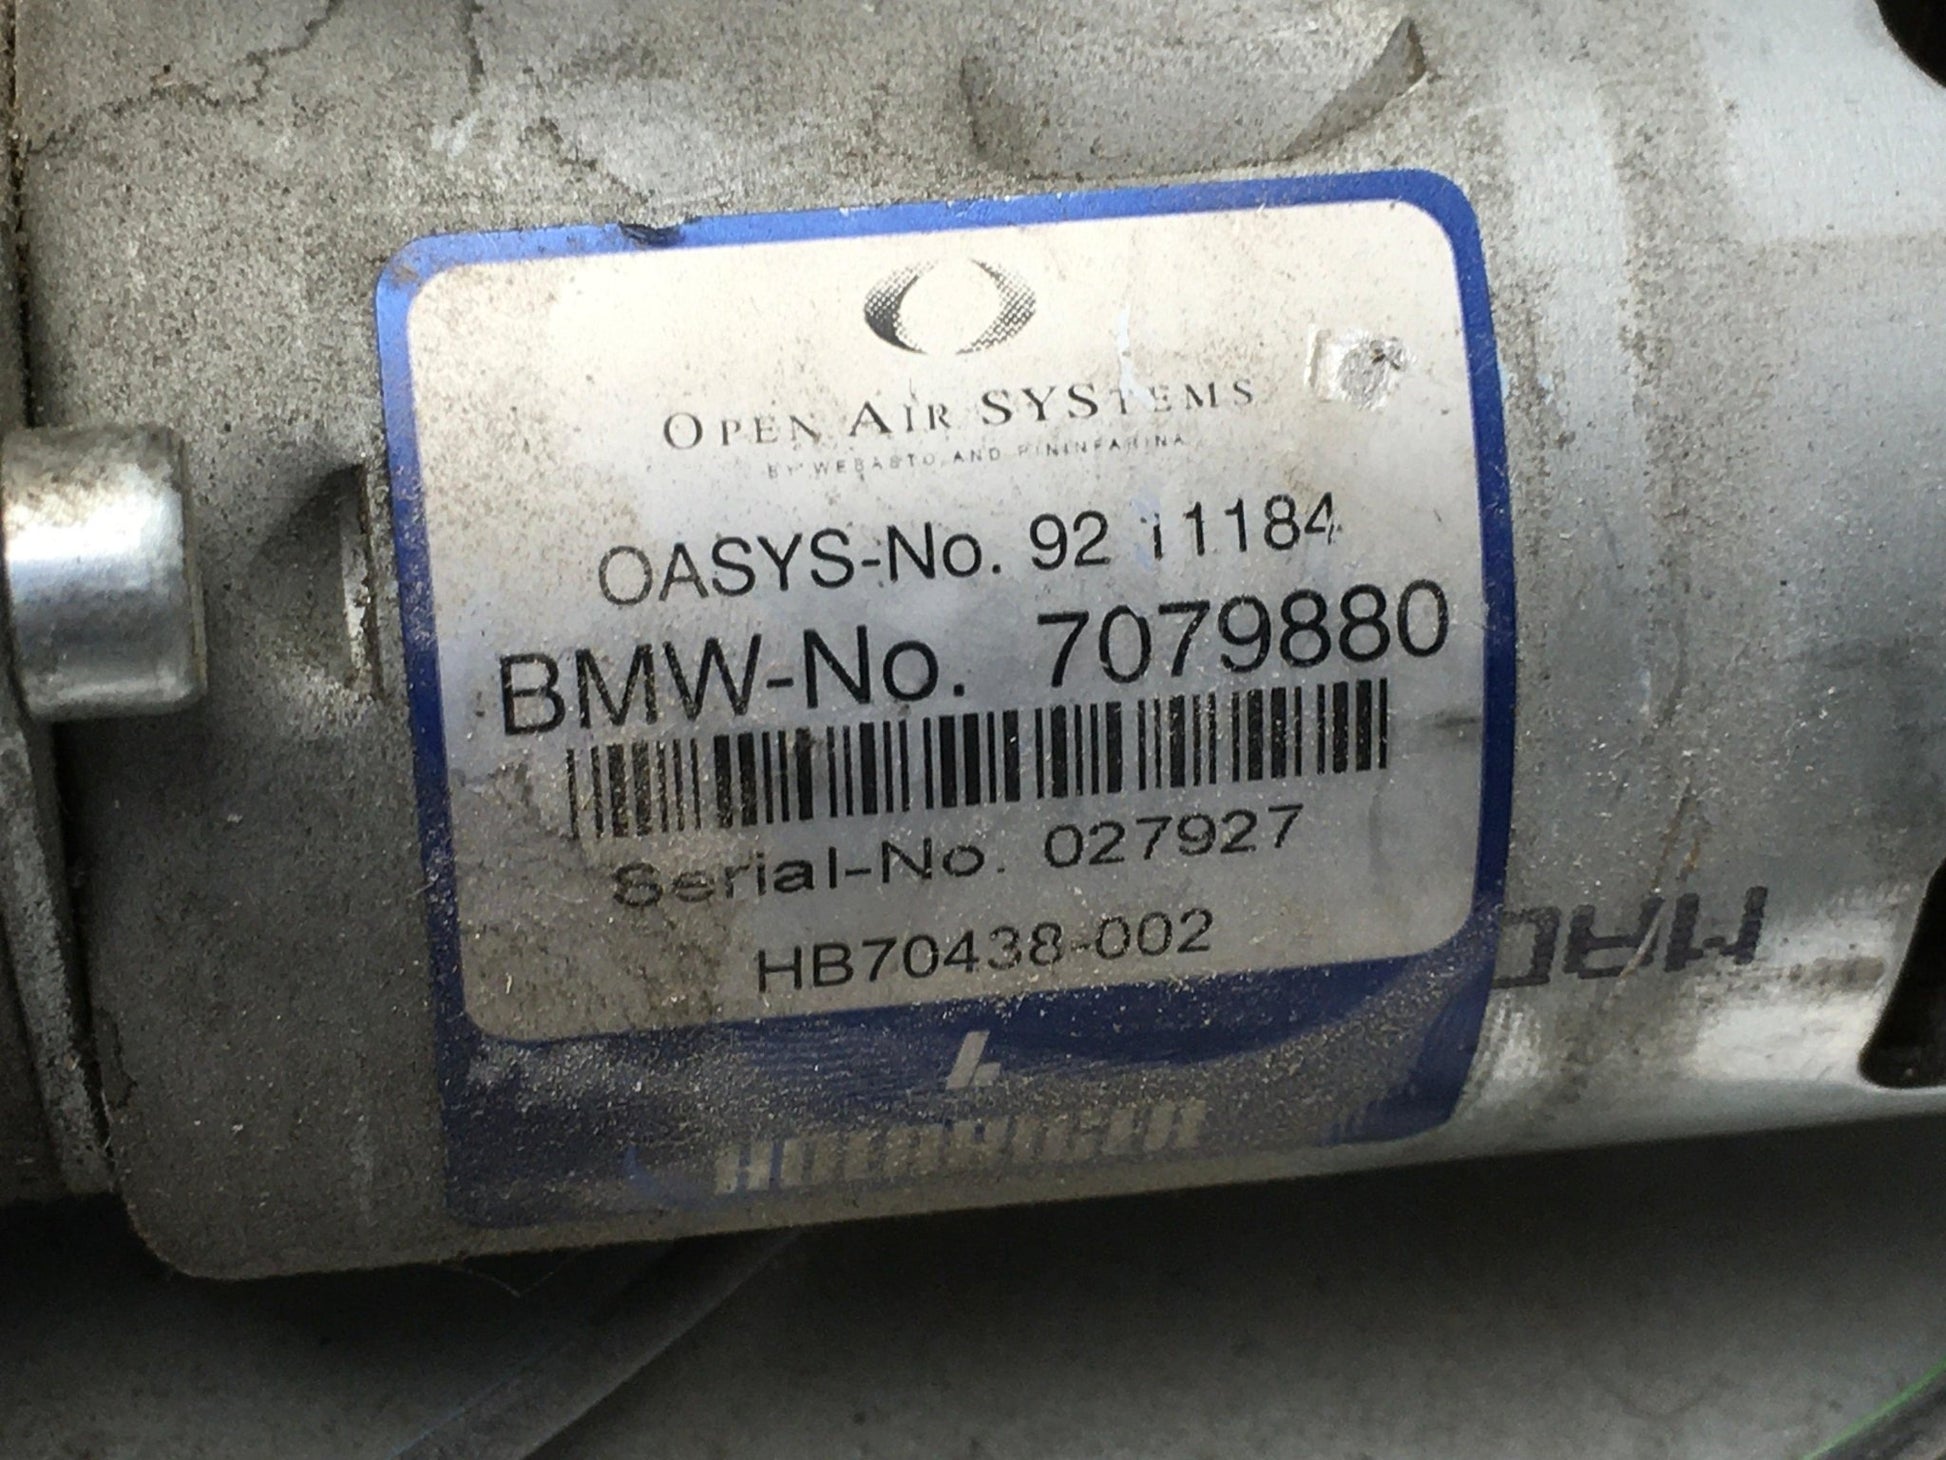 OPEN AIR SYSTEMS
BY WEBASTO AND PININFARINA
OASYS-No. 92 11184
BMW-No. 7079880
Serial-No. 027927
HB70438-002